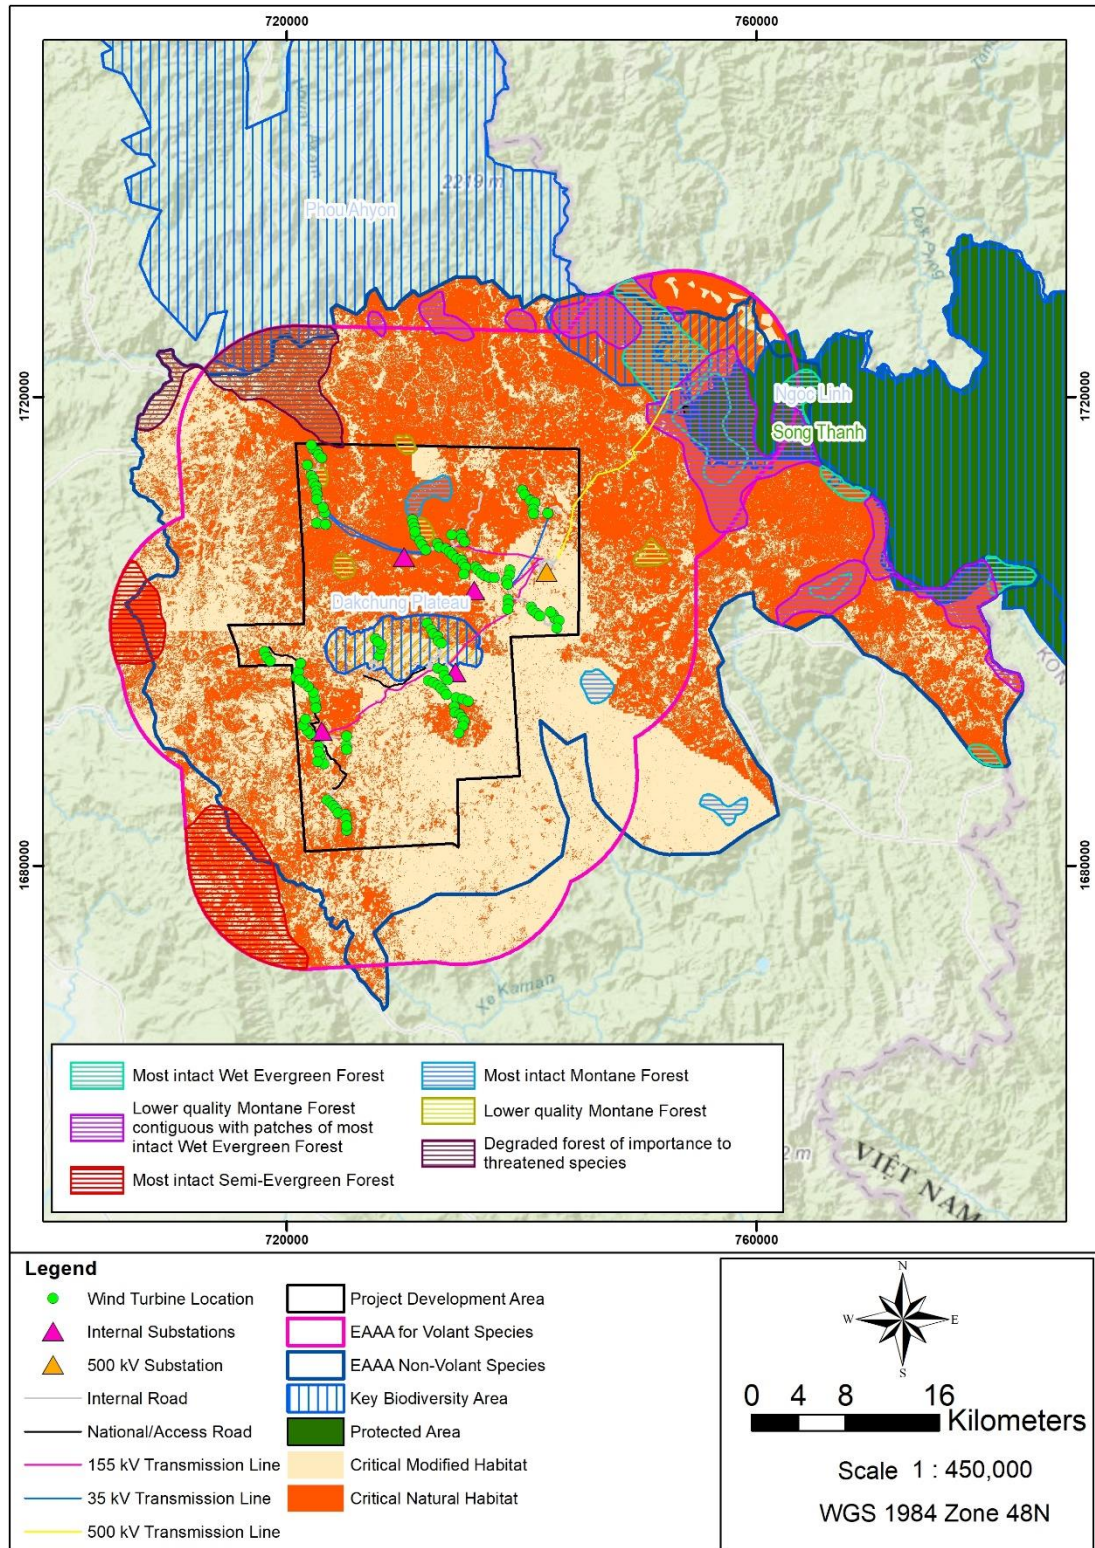 720000
760000
2219 m
Phou Ahyon
1720000
1720000
Ngoc Linh
Song Thanh
Dakchung Plateau
KON
1680000
1680000
Xe Kaman
Most intact Wet Evergreen Forest
Lower quality Montane Forest
contiguous with patches of most
intact Wet Evergreen Forest
Most intact Semi-Evergreen Forest
Most intact Montane Forest
Lower quality Montane Forest
Degraded forest of importance to
threatened species
VIỆT NAM
720000
760000
Legend
Wind Turbine Location
Internal Substations
500 kV Substation
Internal Road
National/Access Road
155 kV Transmission Line
35 kV Transmission Line
500 kV Transmission Line
Project Development Area
EAAA for Volant Species
EAAA Non-Volant Species
Key Biodiversity Area
Protected Area
Critical Modified Habitat
Critical Natural Habitat
N
W
E
S
0 4 8 16
Kilometers
Scale 1 : 450,000
WGS 1984 Zone 48N